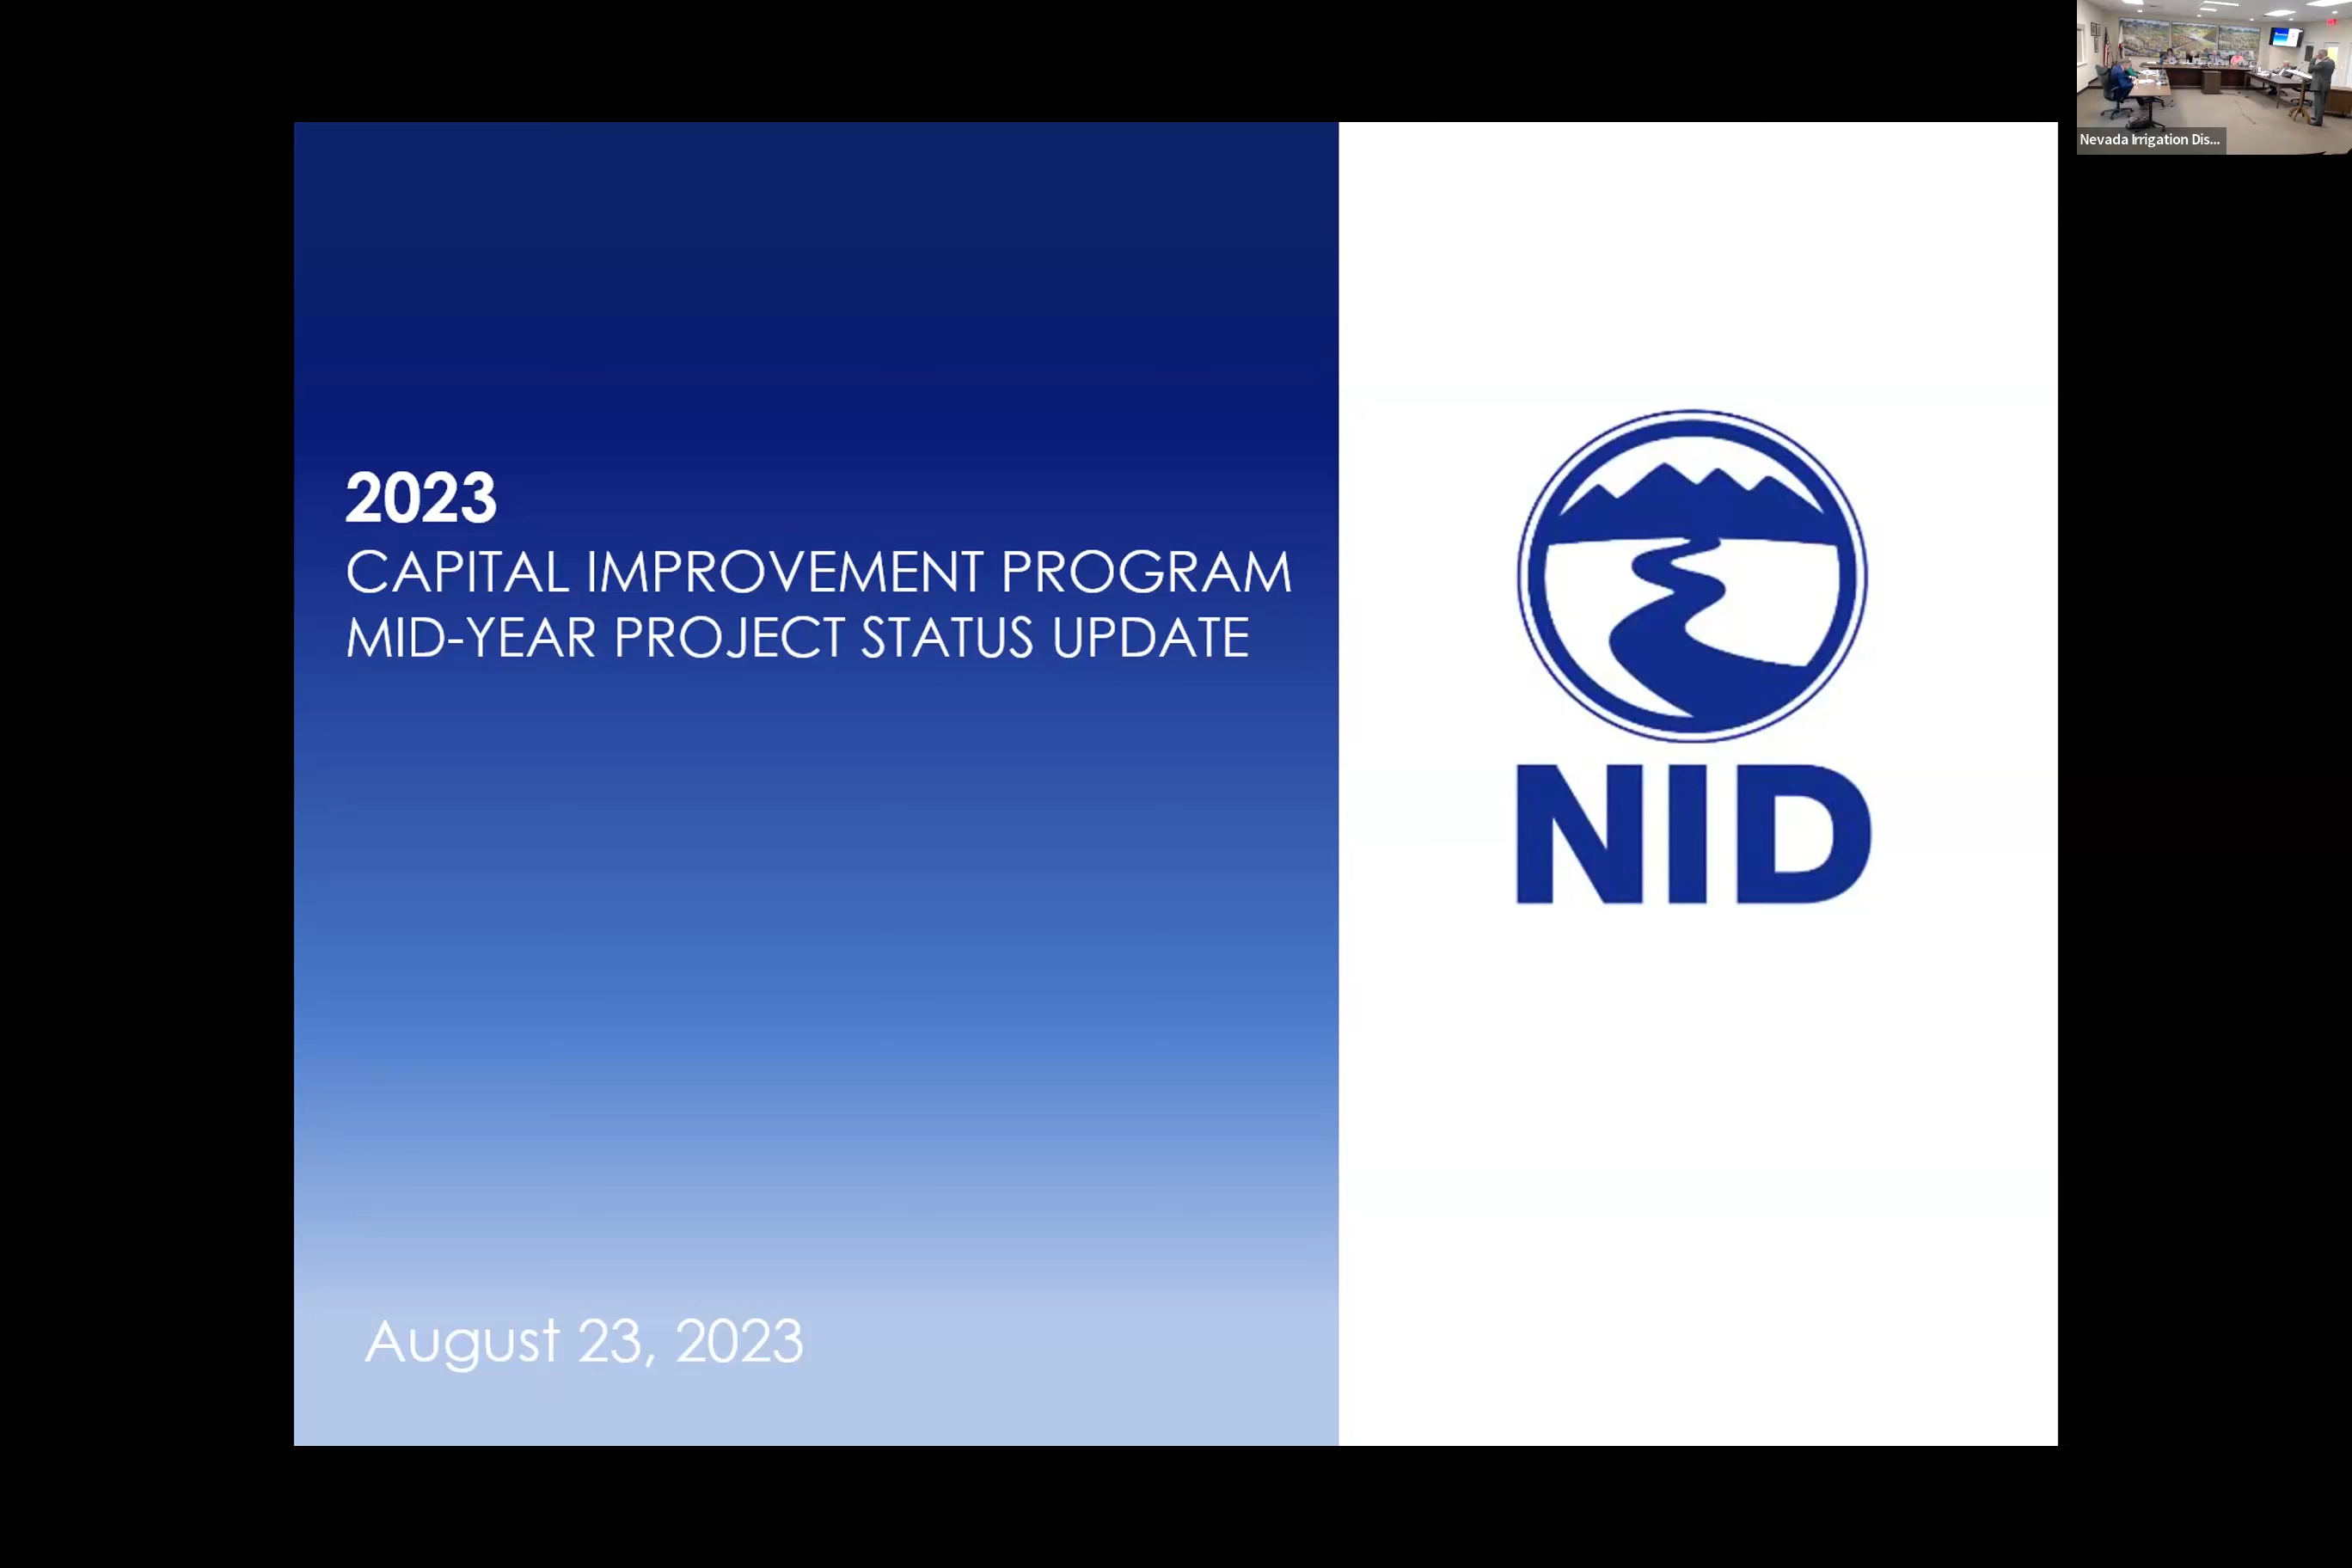 2023
CAPITAL IMPROVEMENT PROGRAM
MID-YEAR PROJECT STATUS UPDATE
August 23, 2023
NID
Nevada Irrigation Dis...